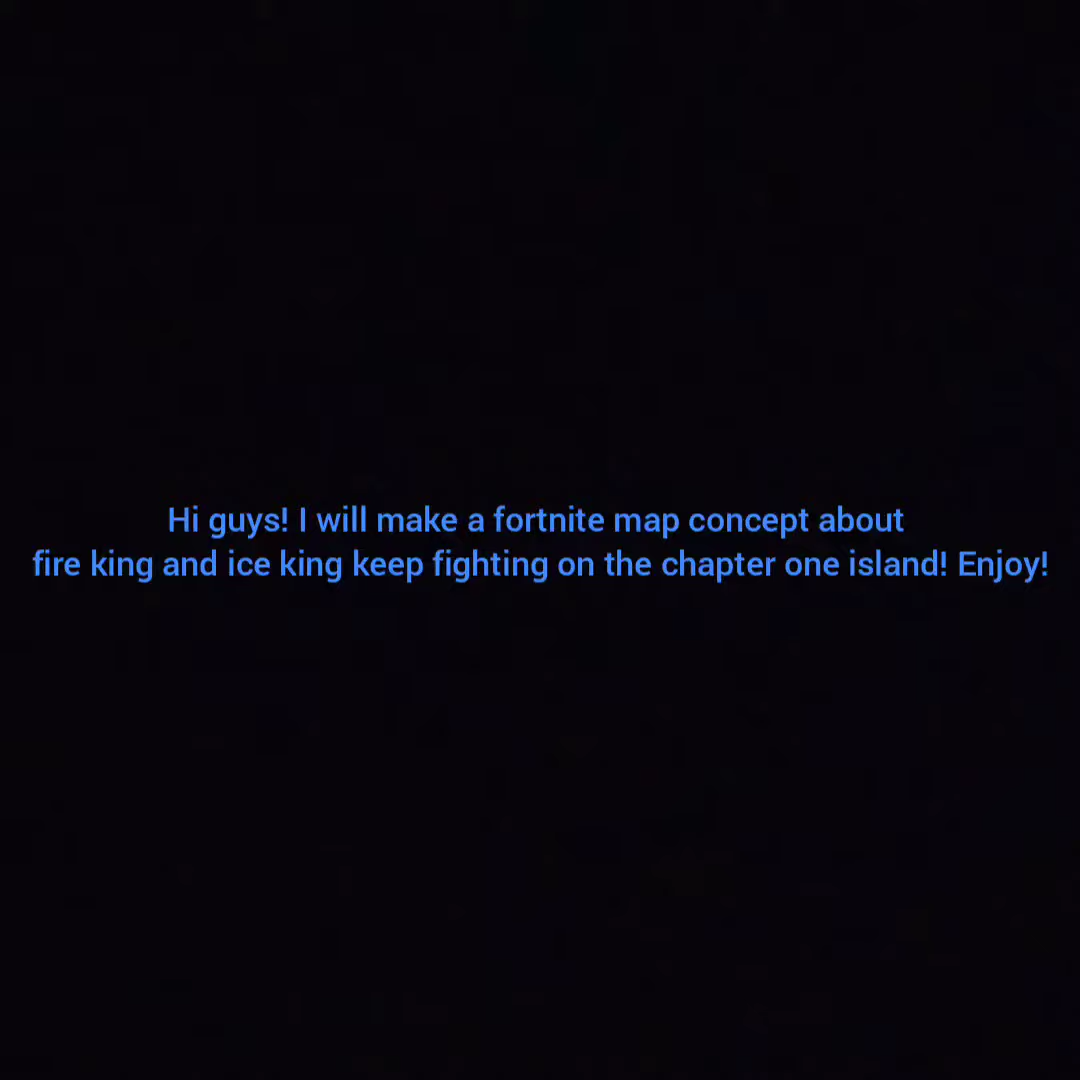 Hi guys! I will make a fortnite map concept about
fire king and ice king keep fighting on the chapter one island! Enjoy!